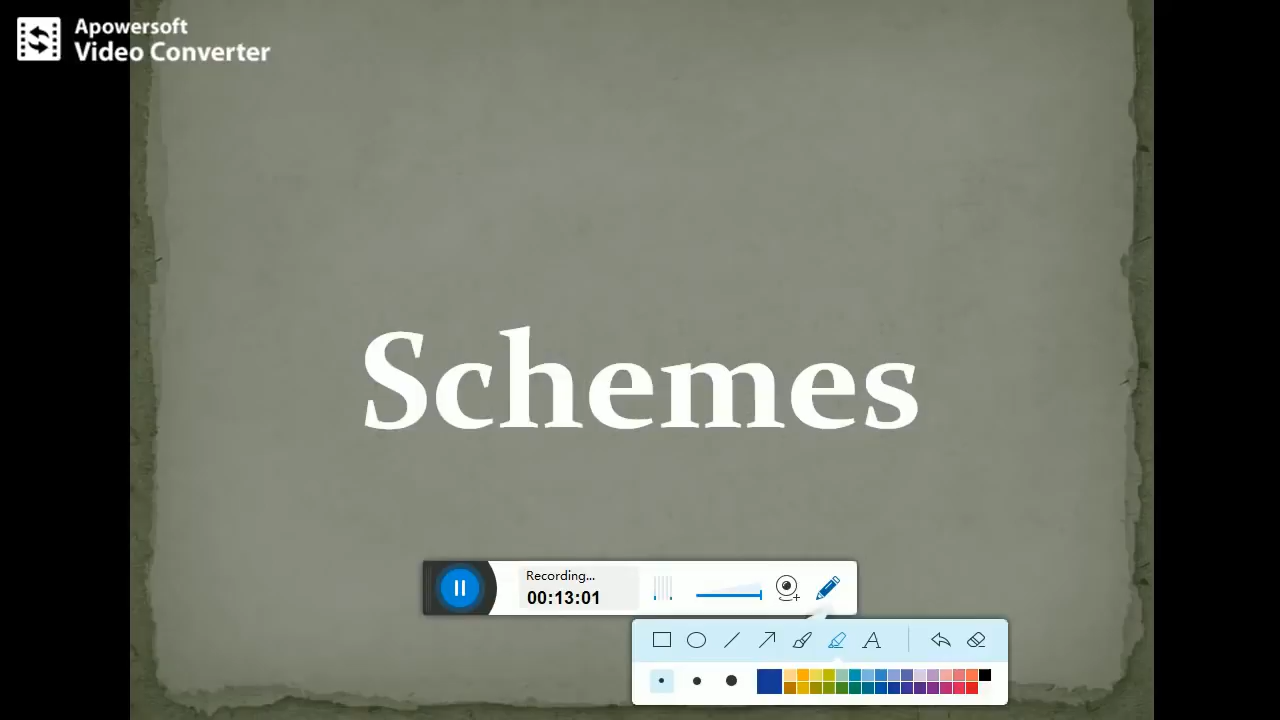 Apowersoft
Video Converter
Schemes
Recording...
00:13:01
A